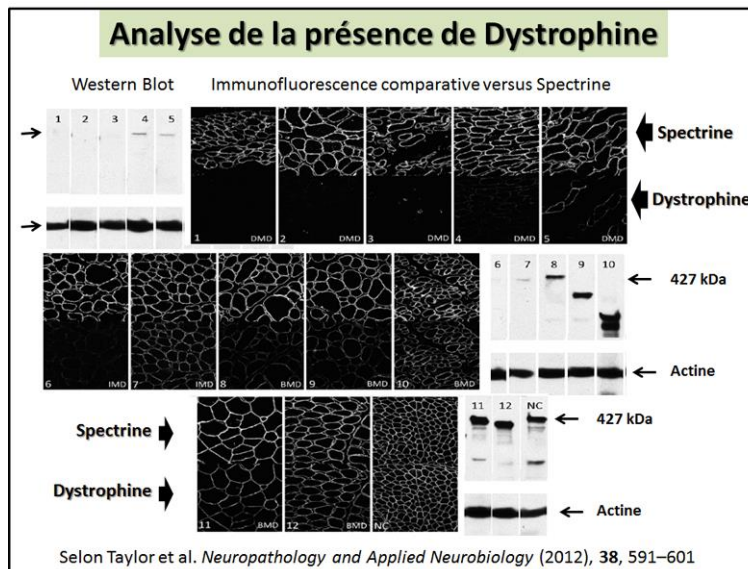 Analyse de la présence de Dystrophine
Western Blot
Immunofluorescence comparative versus Spectrine
1 2 3 4 5
Spectrine
Dystrophine
1 DMD 2 DMD 3 DMD 4 DMD 5 DMD
6 7 8 9 10
427 kDa
Actine
6 IMD 7 IMD 8 BMD 9 BMD 10 BMD
Spectrine
Dystrophine
11 12 NC
427 kDa
Actine
11 BMD 12 BMD NC
Selon Taylor et al. Neuropathology and Applied Neurobiology (2012), 38, 591–601